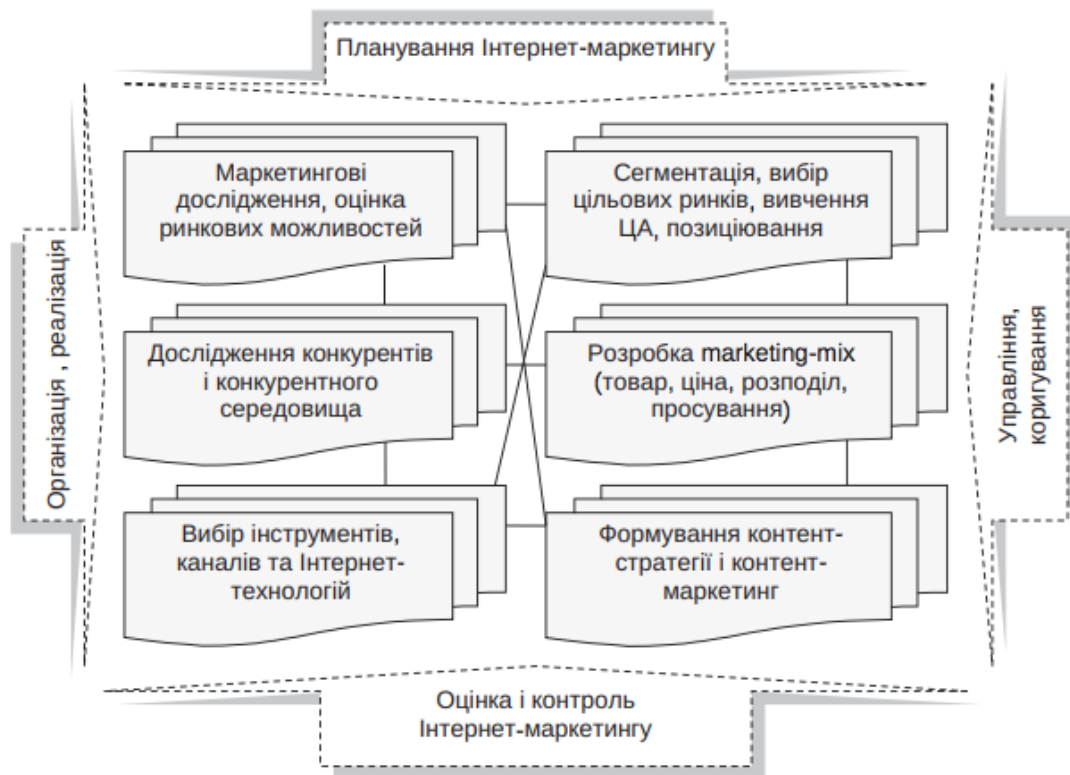 Планування Інтернет-маркетингу
Маркетингові
дослідження, оцінка
ринкових можливостей
Сегментація, вибір
цільових ринків, вивчення
ЦА, позиціювання
Організація , реалізація
Дослідження конкурентів
і конкурентного
середовища
Розробка marketing-mix
(товар, ціна, розподіл,
просування)
Управління,
коригування
Вибір інструментів,
каналів та Інтернет-
технологій
Формування контент-
стратегії і контент-
маркетинг
Оцінка і контроль
Інтернет-маркетингу